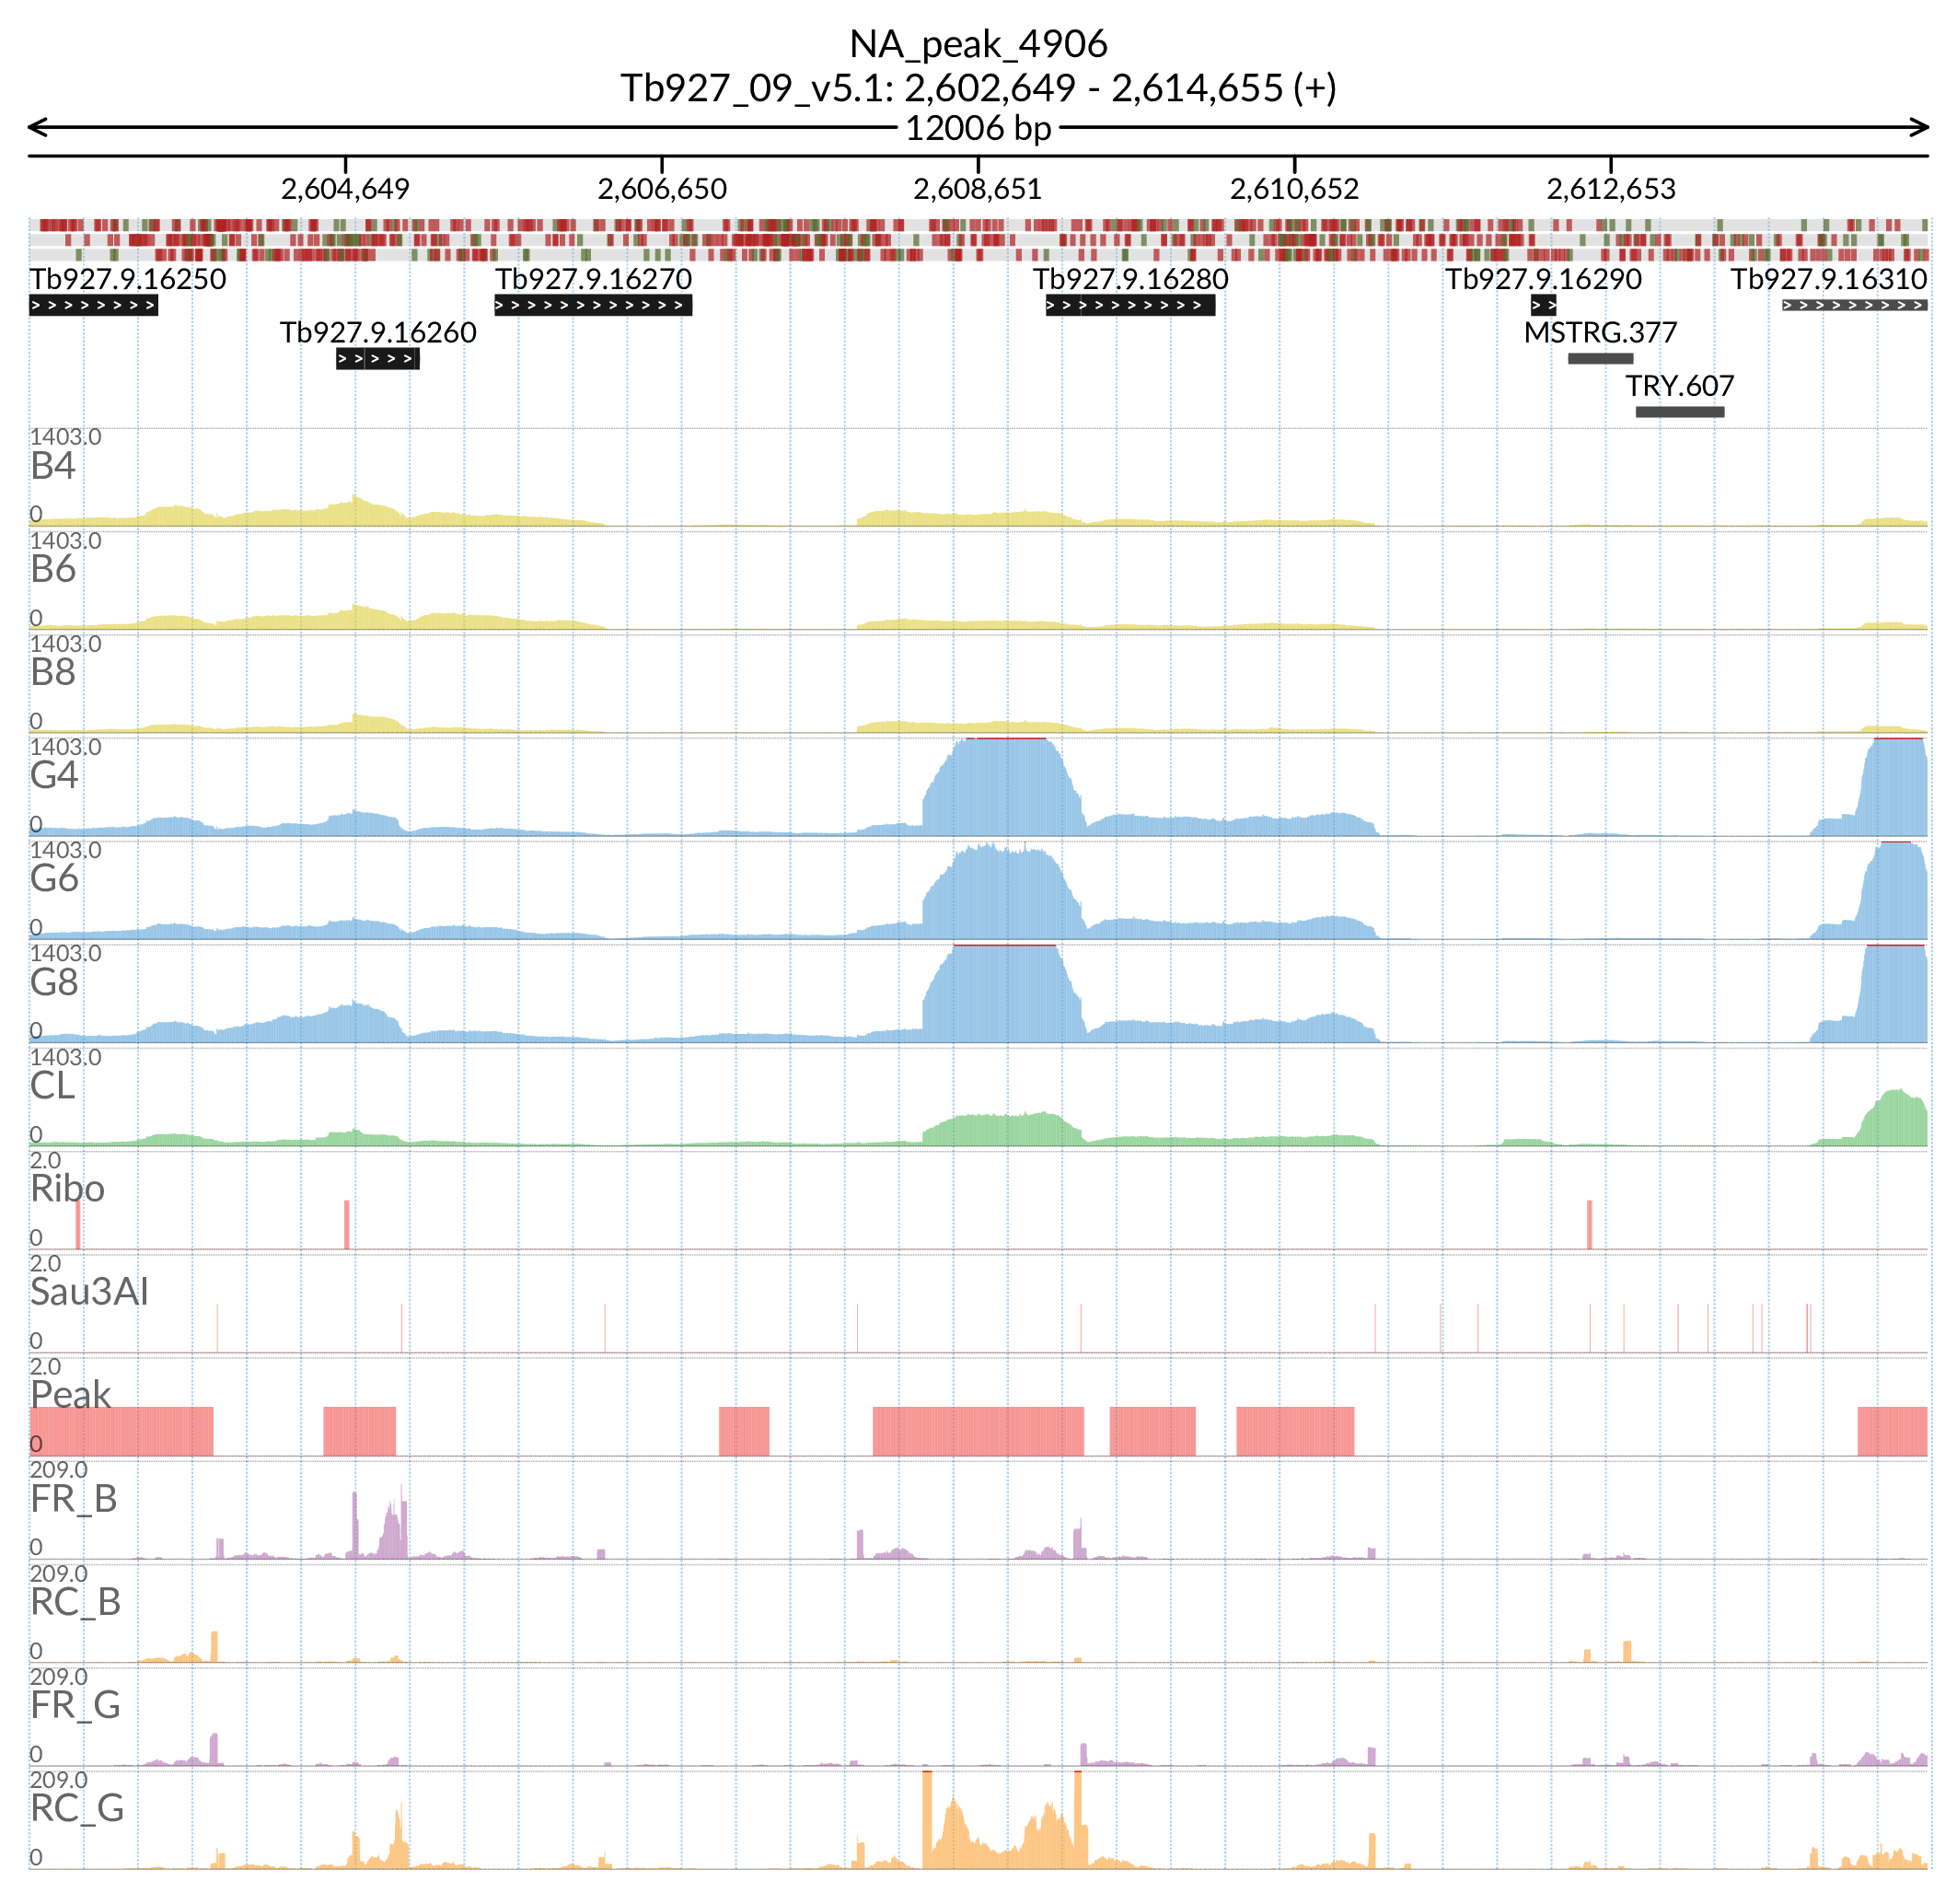 NA_peak_4906
Tb927_09_v5.1: 2,602,649 - 2,614,655 (+)
12006 bp
2,604,649 2,606,650 2,608,651 2,610,652 2,612,653
Tb927.9.16250 Tb927.9.16270 Tb927.9.16280 Tb927.9.16290 Tb927.9.16310
Tb927.9.16260 MSTRG.377
TRY.607
1403.0
B4
0
1403.0
B6
0
1403.0
B8
0
1403.0
G4
0
1403.0
G6
0
1403.0
G8
0
1403.0
CL
0
2.0
Ribo
0
2.0
Sau3AI
0
2.0
Peak
0
209.0
FR_B
0
209.0
RC_B
0
209.0
FR_G
0
209.0
RC_G
0